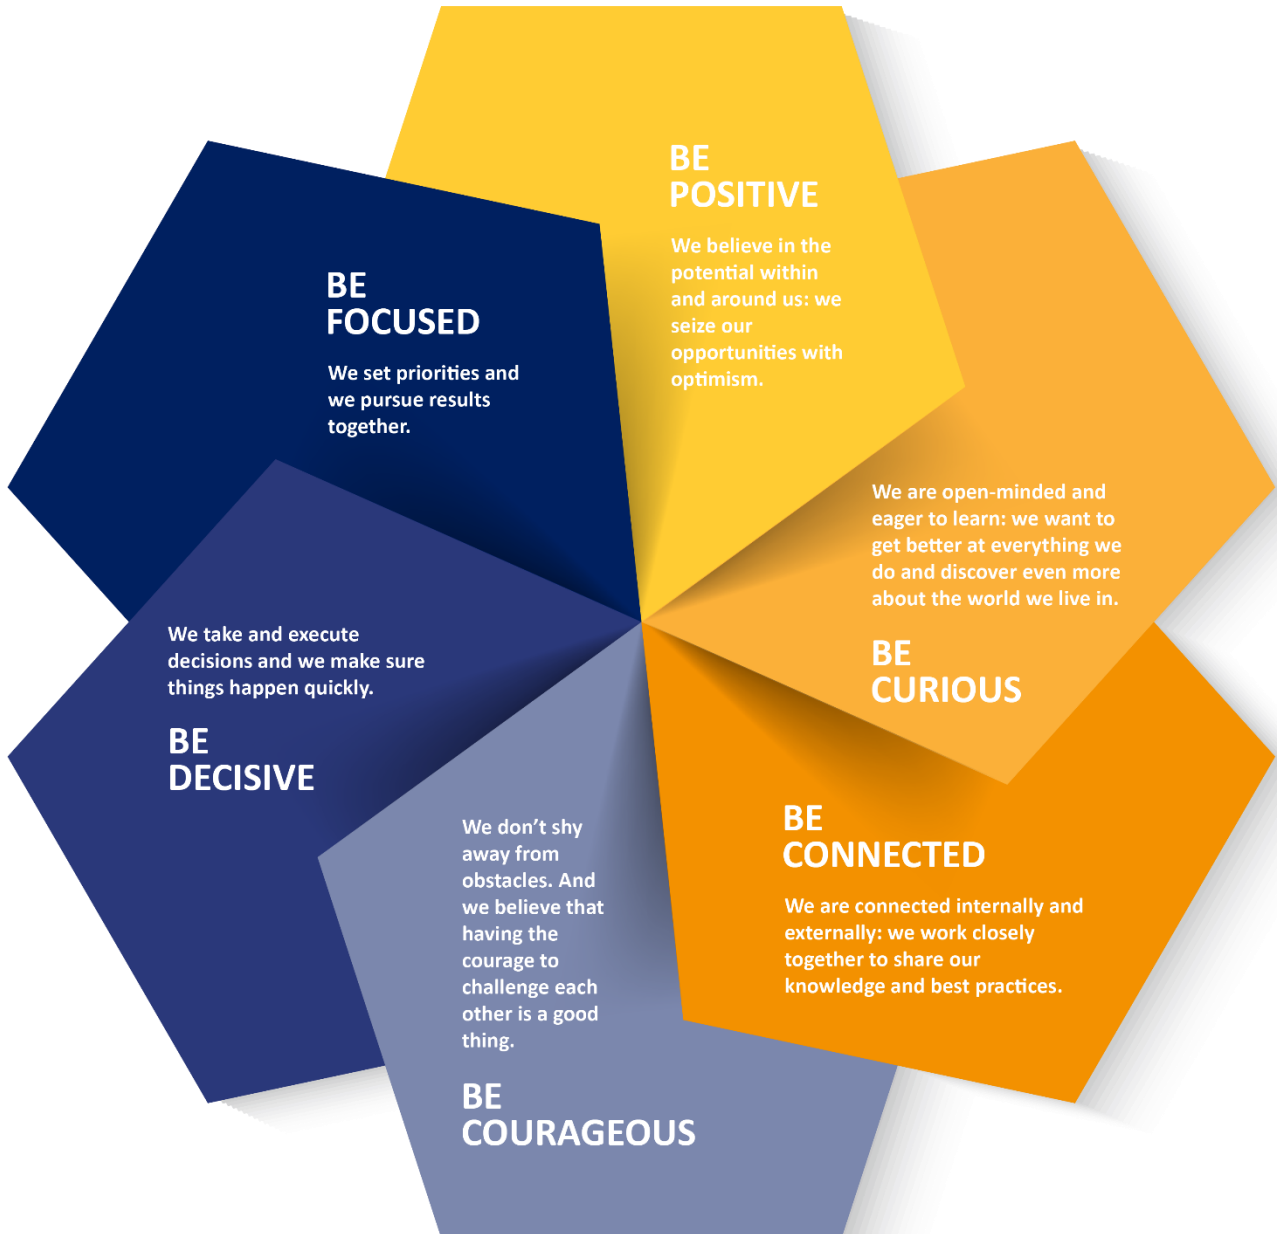 BE
POSITIVE
We believe in the
potential within
and around us: we
seize our
opportunities with
optimism.
BE
FOCUSED
We set priorities and
we pursue results
together.
We are open-minded and
eager to learn: we want to
get better at everything we
do and discover even more
about the world we live in.
BE
CURIOUS
We take and execute
decisions and we make sure
things happen quickly.
BE
DECISIVE
BE
CONNECTED
We are connected internally and
externally: we work closely
together to share our
knowledge and best practices.
We don’t shy
away from
obstacles. And
we believe that
having the
courage to
challenge each
other is a good
thing.
BE
COURAGEOUS